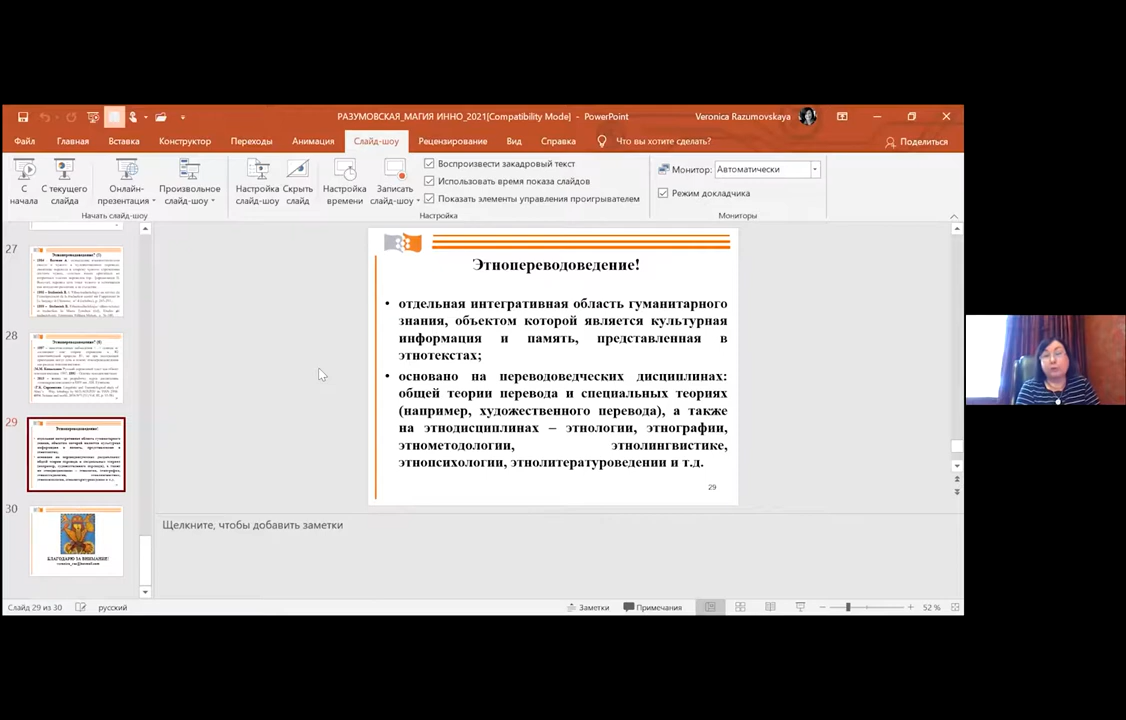 РАЗУМОВСКАЯ_МАГИЯ ИННО_2021[Compatibility Mode] - PowerPoint
Veronica Razumovskaya
Файл Главная Вставка Конструктор Переходы Анимация Слайд-шоу Рецензирование Вид Справка Что вы хотите сделать? Поделиться
С начала
С текущего слайда
Онлайн-презентация
Произвольное слайд-шоу
Начать слайд-шоу
Настройка слайд-шоу
Скрыть слайд
Настройка времени
Записать слайд-шоу
Воспроизвести закадровый текст
Использовать время показа слайдов
Показать элементы управления проигрывателем
Настройка
Монитор: Автоматически
Режим докладчика
Мониторы
27
28
29
Этнопереводоведение!
30
БЛАГОДАРЮ ЗА ВНИМАНИЕ!
Этнопереводоведение!
• отдельная интегративная область гуманитарного
знания, объектом которой является культурная
информация и память, представленная в
этнотекстах;
• основано на переводоведческих дисциплинах:
общей теории перевода и специальных теориях
(например, художественного перевода), а также
на этнодисциплинах – этнологии, этнографии,
этнометодологии, этнолингвистике,
этнопсихологии, этнолитературоведении и т.д.
29
Щелкните, чтобы добавить заметки
Слайд 29 из 30 русский Заметки Примечания 52 %